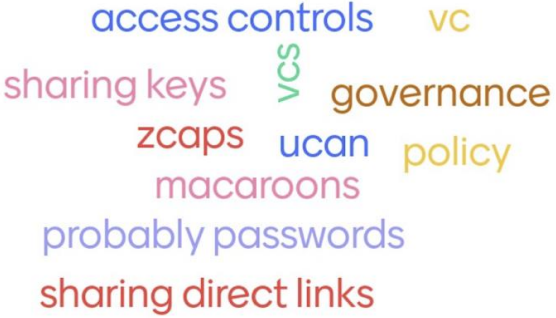 access controls vc
vcs
sharing keys
governance
zcaps ucan policy
macaroons
probably passwords
sharing direct links